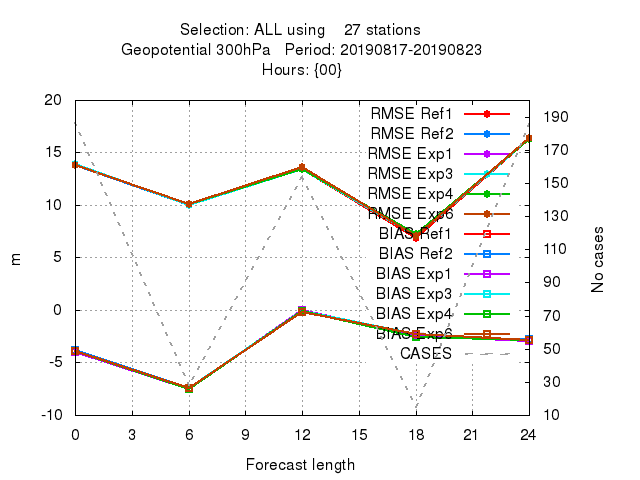 Selection: ALL using 27 stations
Geopotential 300hPa Period: 20190817-20190823
Hours: {00}
20
15
10
5
0
-5
-10
m
190
170
150
130
110
90
70
50
30
10
No cases
RMSE Ref1
RMSE Ref2
RMSE Exp1
RMSE Exp3
RMSE Exp4
RMSE Exp6
BIAS Ref1
BIAS Ref2
BIAS Exp1
BIAS Exp3
BIAS Exp4
BIAS Exp6
CASES
0 3 6 9 12 15 18 21 24
Forecast length